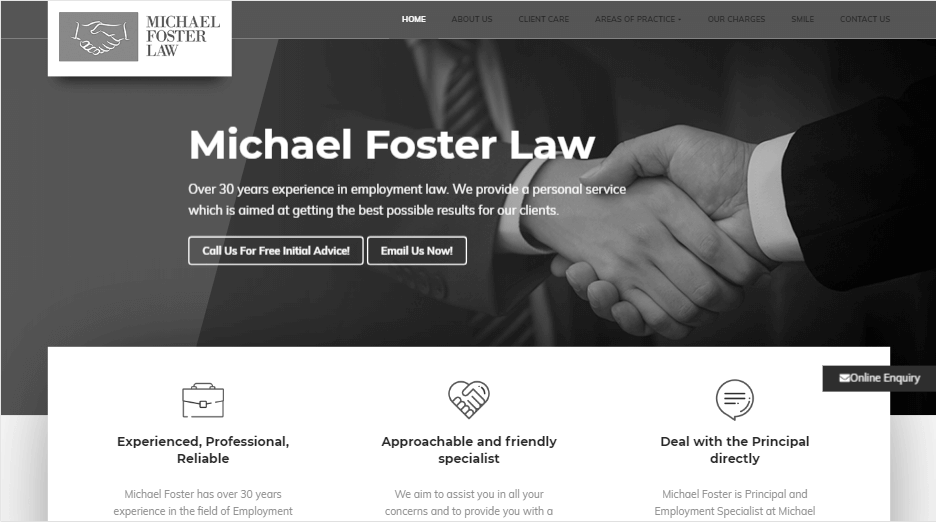 MICHAEL
FOSTER
LAW
HOME ABOUT US CLIENT CARE AREAS OF PRACTICE OUR CHARGES SMILE CONTACT US
Michael Foster Law
Over 30 years experience in employment law. We provide a personal service
which is aimed at getting the best possible results for our clients.
Call Us For Free Initial Advice! Email Us Now!
Online Enquiry
Experienced, Professional,
Reliable
Michael Foster has over 30 years
experience in the field of Employment
Approachable and friendly
specialist
We aim to assist you in all your
concerns and to provide you with a
Deal with the Principal
directly
Michael Foster is Principal and
Employment Specialist at Michael